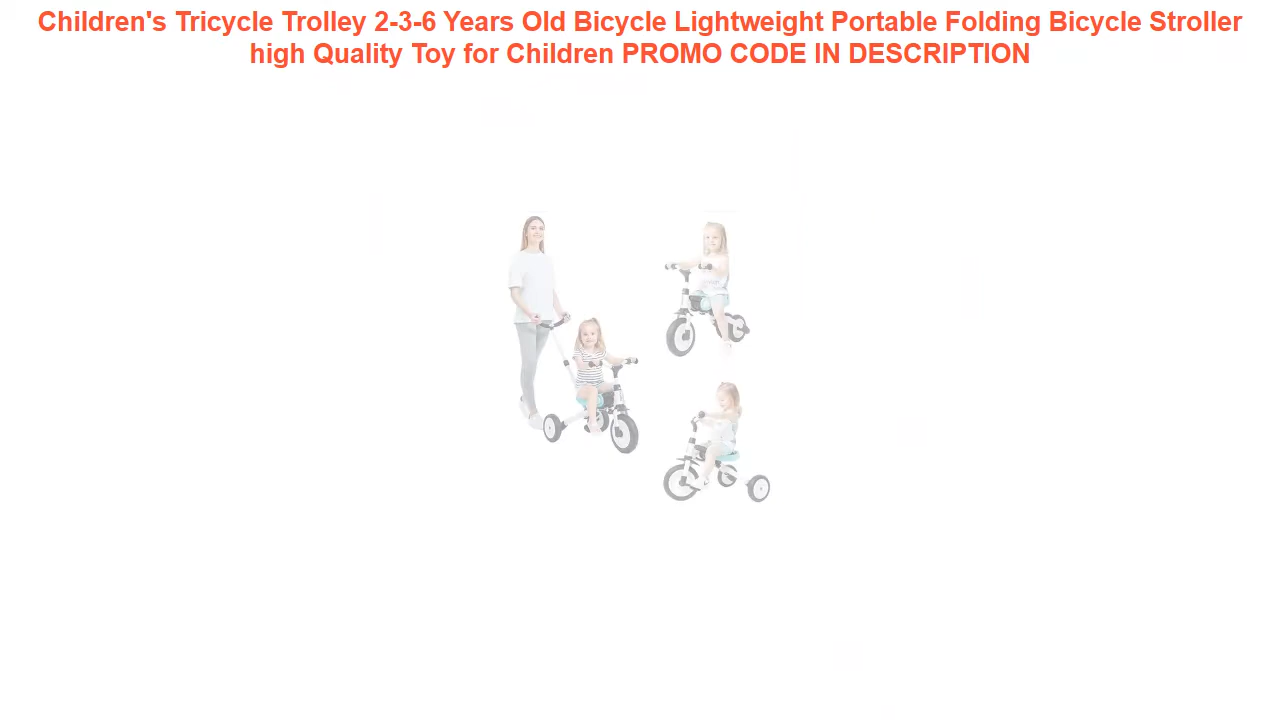 Children's Tricycle Trolley 2-3-6 Years Old Bicycle Lightweight Portable Folding Bicycle Stroller
high Quality Toy for Children PROMO CODE IN DESCRIPTION